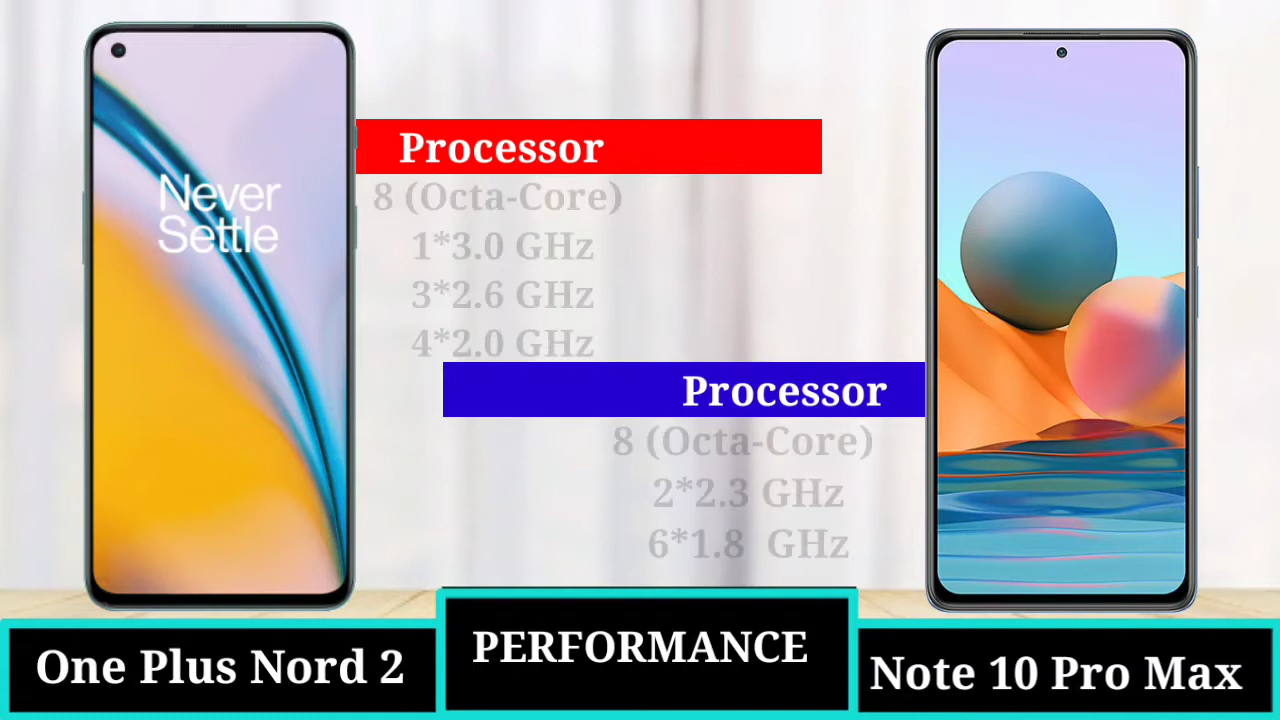 Never
Settle
Processor
8 (Octa-Core)
1*3.0 GHz
3*2.6 GHz
4*2.0 GHz
Processor
8 (Octa-Core)
2*2.3 GHz
6*1.8 GHz
One Plus Nord 2
PERFORMANCE
Note 10 Pro Max